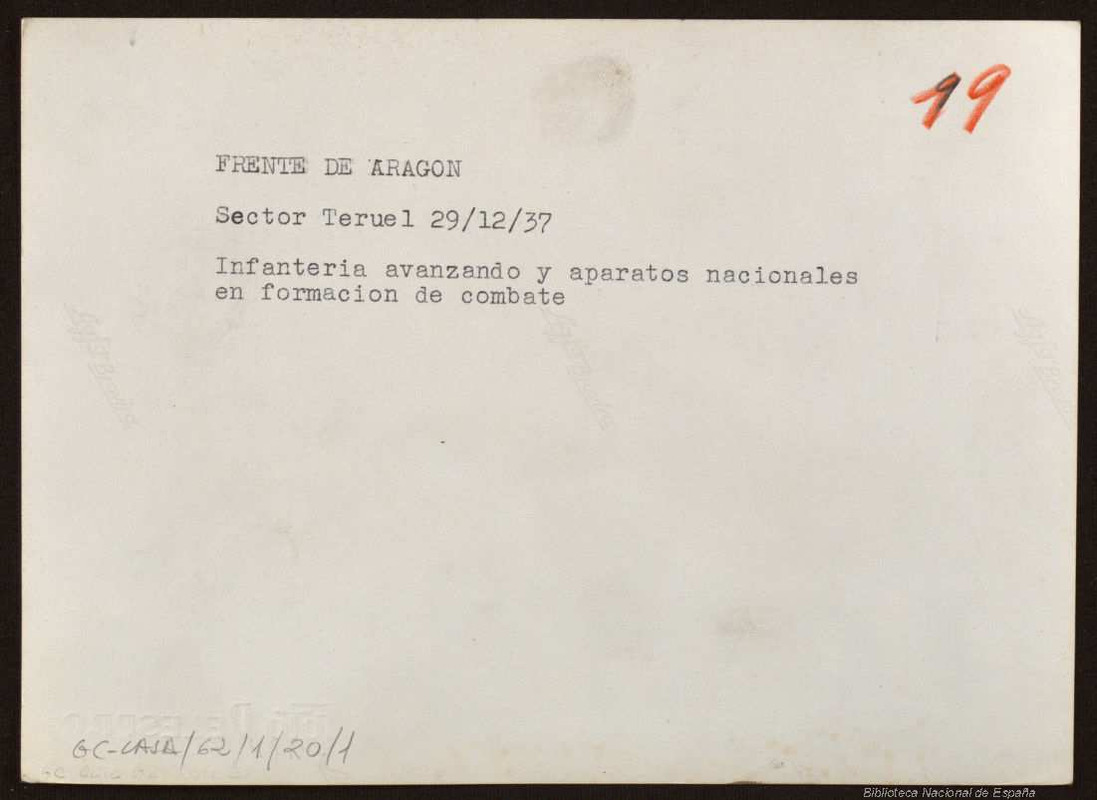 19
FRENTE DE ARAGON
Sector Teruel 29/12/37
Infanteria avanzando y aparatos nacionales
en formacion de combate
GC-CAJA/62/1/20/1
Biblioteca Nacional de España